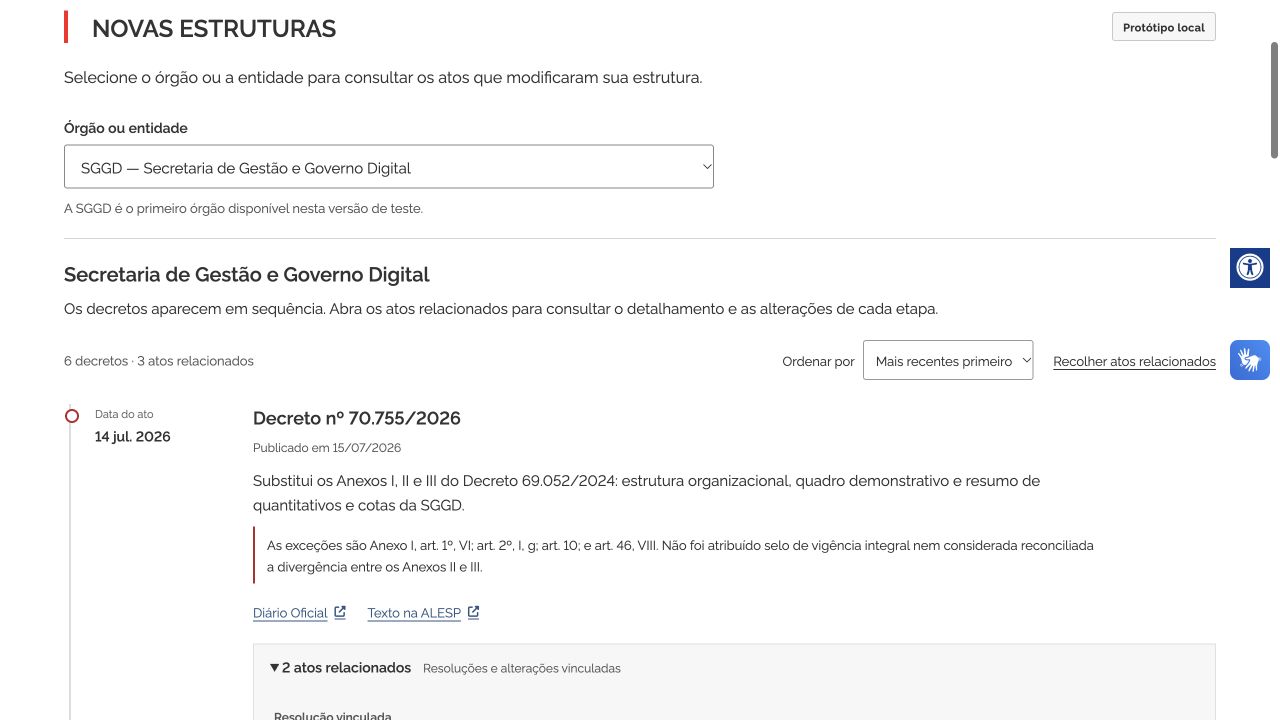 NOVAS ESTRUTURAS
Protótipo local
Selecione o órgão ou a entidade para consultar os atos que modificaram sua estrutura.
Órgão ou entidade
SGGD — Secretaria de Gestão e Governo Digital
A SGGD é o primeiro órgão disponível nesta versão de teste.
Secretaria de Gestão e Governo Digital
Os decretos aparecem em sequência. Abra os atos relacionados para consultar o detalhamento e as alterações de cada etapa.
6 decretos · 3 atos relacionados
Ordenar por
Mais recentes primeiro
Recolher atos relacionados
Data do ato
14 jul. 2026
Decreto nº 70.755/2026
Publicado em 15/07/2026
Substitui os Anexos I, II e III do Decreto 69.052/2024: estrutura organizacional, quadro demonstrativo e resumo de
quantitativos e cotas da SGGD.
As exceções são Anexo I, art. 1º, VI; art. 2º, I, g; art. 10; e art. 46, VIII. Não foi atribuído selo de vigência integral nem considerada reconciliada
a divergência entre os Anexos II e III.
Diário Oficial
Texto na ALESP
2 atos relacionados
Resoluções e alterações vinculadas
Resolução vinculada